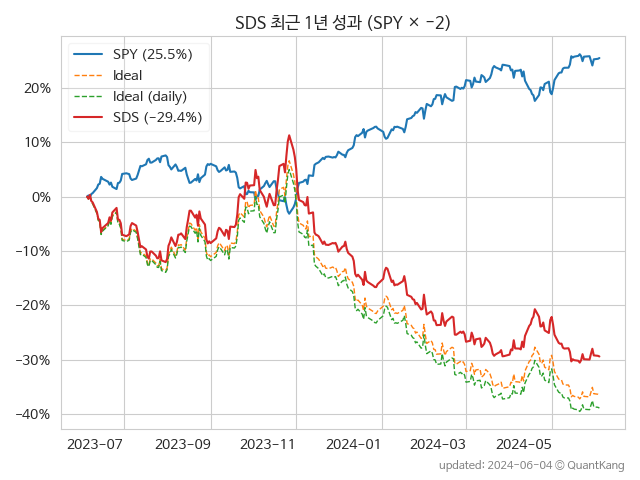 SDS 최근 1년 성과 (SPY × −2)
SPY (25.5%)
Ideal
Ideal (daily)
SDS (−29.4%)
20%
10%
0%
−10%
−20%
−30%
−40%
2023-07 2023-09 2023-11 2024-01 2024-03 2024-05
updated: 2024-06-04 ⓒ QuantKang